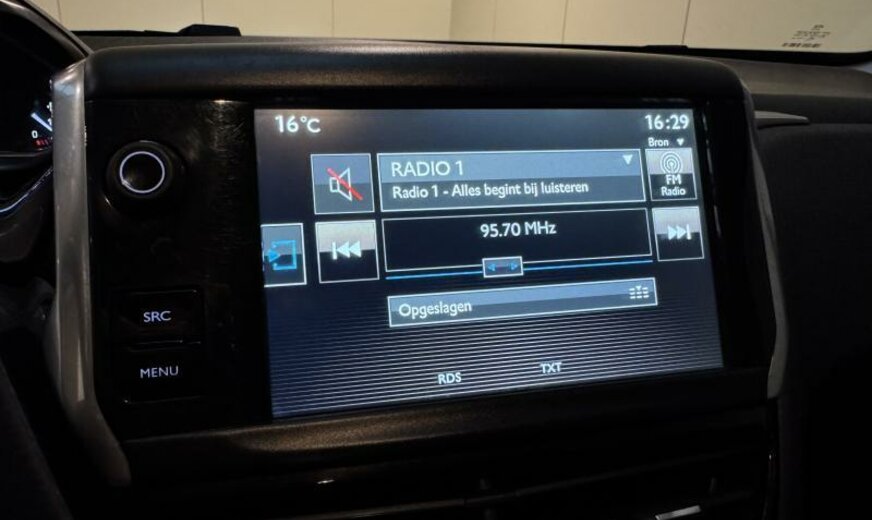 16°C
16:29
Bron
RADIO 1
Radio 1 - Alles begint bij luisteren
FM
Radio
95.70 MHz
SRC
Opgeslagen
MENU
RDS
TXT